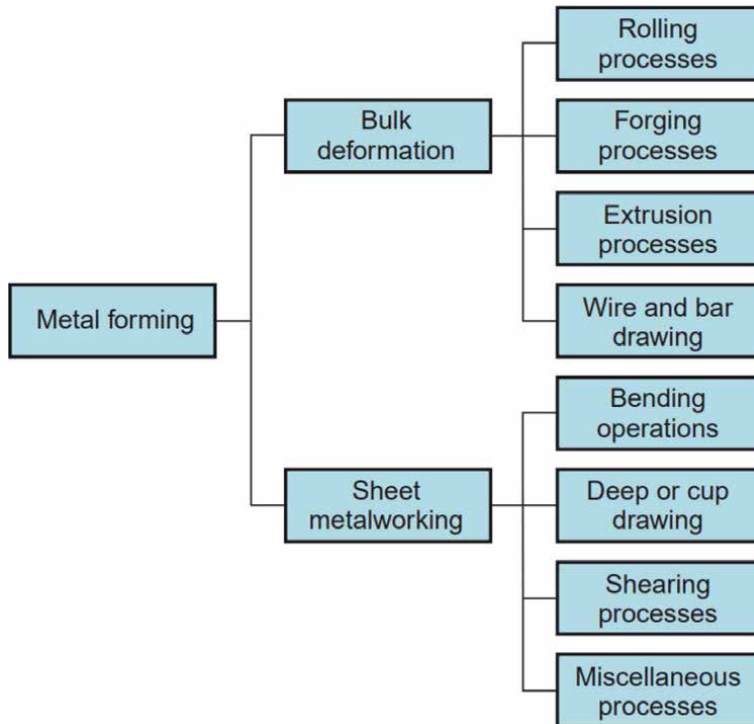 Rolling
processes
Bulk
deformation
Forging
processes
Extrusion
processes
Metal forming
Wire and bar
drawing
Bending
operations
Sheet
metalworking
Deep or cup
drawing
Shearing
processes
Miscellaneous
processes